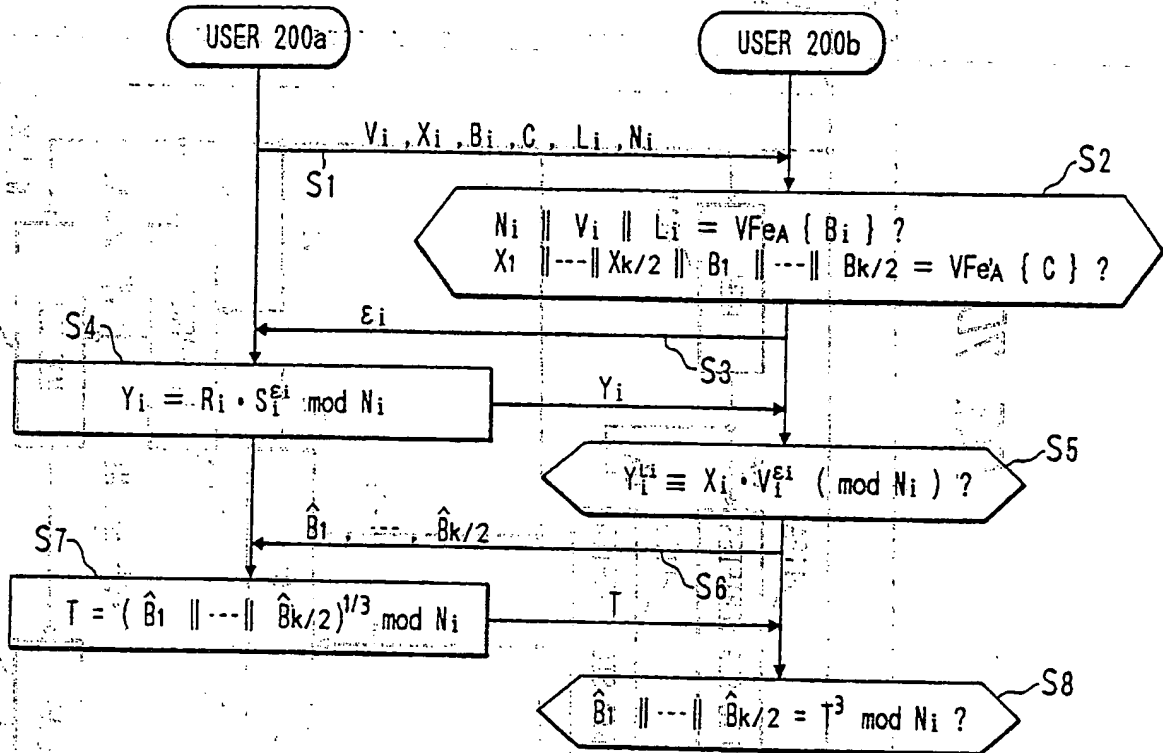 USER 200a
USER 200b
Vi , Xi , Bi , C , Li , Ni
S1
S2
Ni ‖ Vi ‖ Li = VFeA { Bi } ?
X1 ‖---‖ Xk/2 ‖ B1 ‖---‖ Bk/2 = VFe'A { C } ?
εi
S3
S4
Yi = Ri · Si^εi mod Ni
Yi
S5
Yi^Li ≡ Xi · Vi^εi ( mod Ni ) ?
B̂1 , --- , B̂k/2
S6
S7
T = ( B̂1 ‖---‖ B̂k/2 )^1/3 mod Ni
T
S8
B̂1 ‖---‖ B̂k/2 = T^3 mod Ni ?